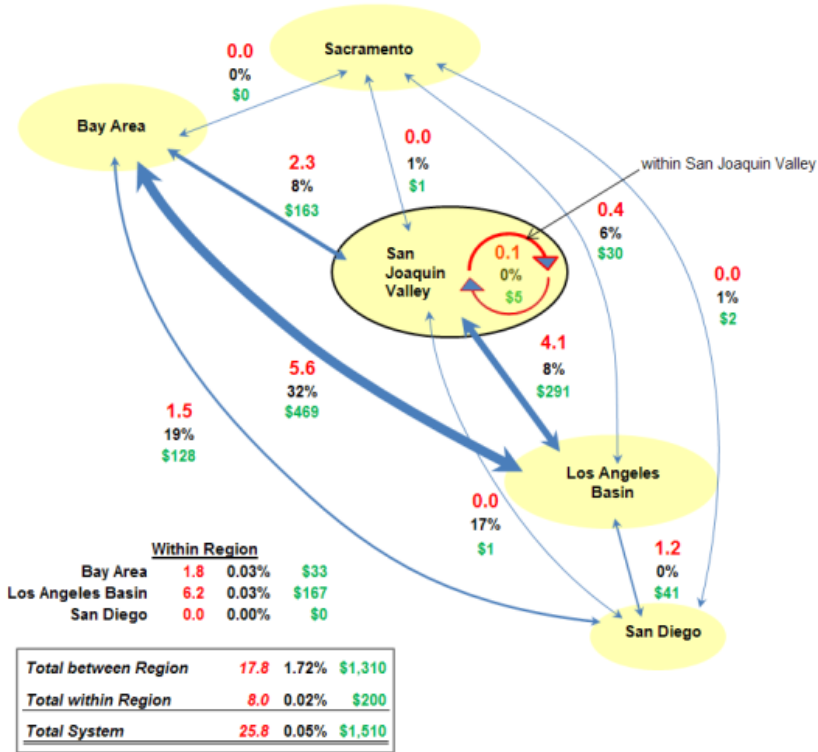 Sacramento
0.0
0%
$0
Bay Area
2.3
8%
$163
0.0
1%
$1
within San Joaquin Valley
San
Joaquin
Valley
0.1
0%
$5
0.4
6%
$30
0.0
1%
$2
4.1
8%
$291
5.6
32%
$469
1.5
19%
$128
Los Angeles
Basin
0.0
17%
$1
1.2
0%
$41
San Diego
Within Region
Bay Area 1.8 0.03% $33
Los Angeles Basin 6.2 0.03% $167
San Diego 0.0 0.00% $0
Total between Region 17.8 1.72% $1,310
Total within Region 8.0 0.02% $200
Total System 25.8 0.05% $1,510